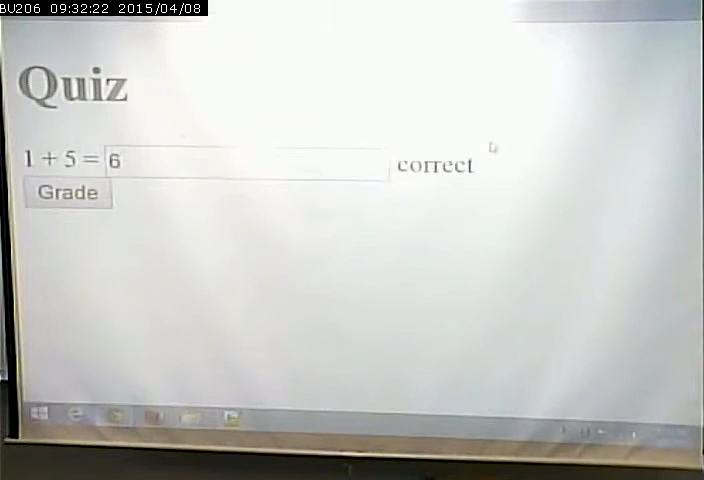 BU206 09:32:22 2015/04/08
Quiz
1 + 5 = 6 correct
Grade